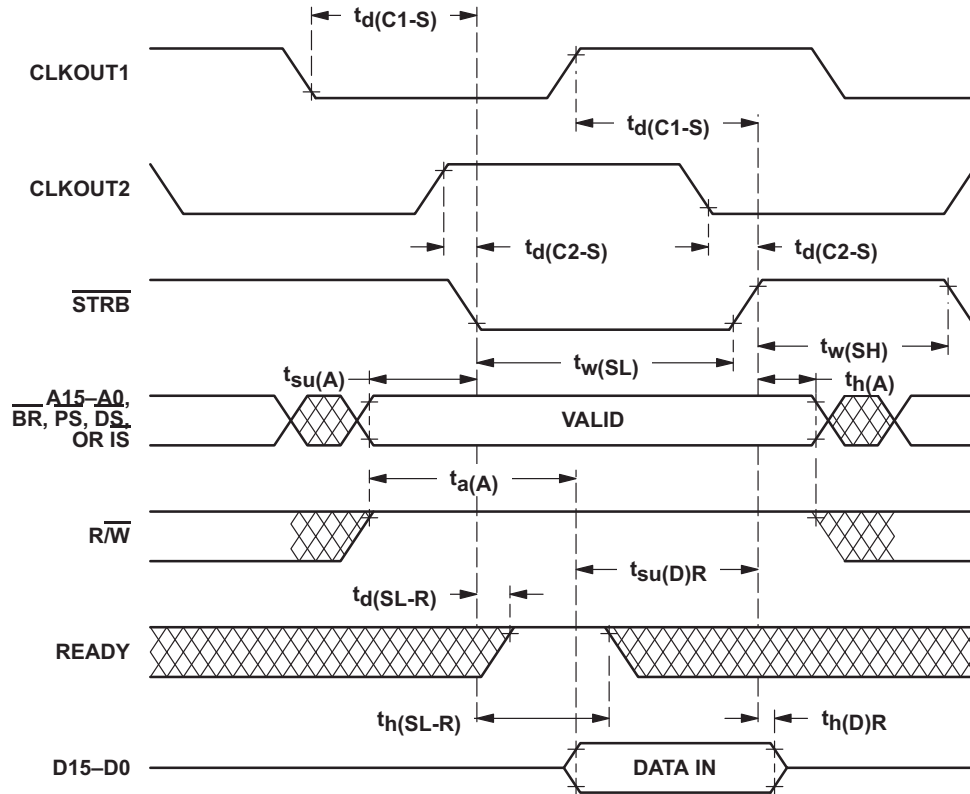 td(C1-S)
CLKOUT1
td(C1-S)
CLKOUT2
td(C2-S)
td(C2-S)
STRB
tw(SL)
tw(SH)
tsu(A)
th(A)
A15–A0,
BR, PS, DS,
OR IS
VALID
ta(A)
R/W
tsu(D)R
td(SL-R)
READY
th(SL-R)
th(D)R
D15–D0
DATA IN